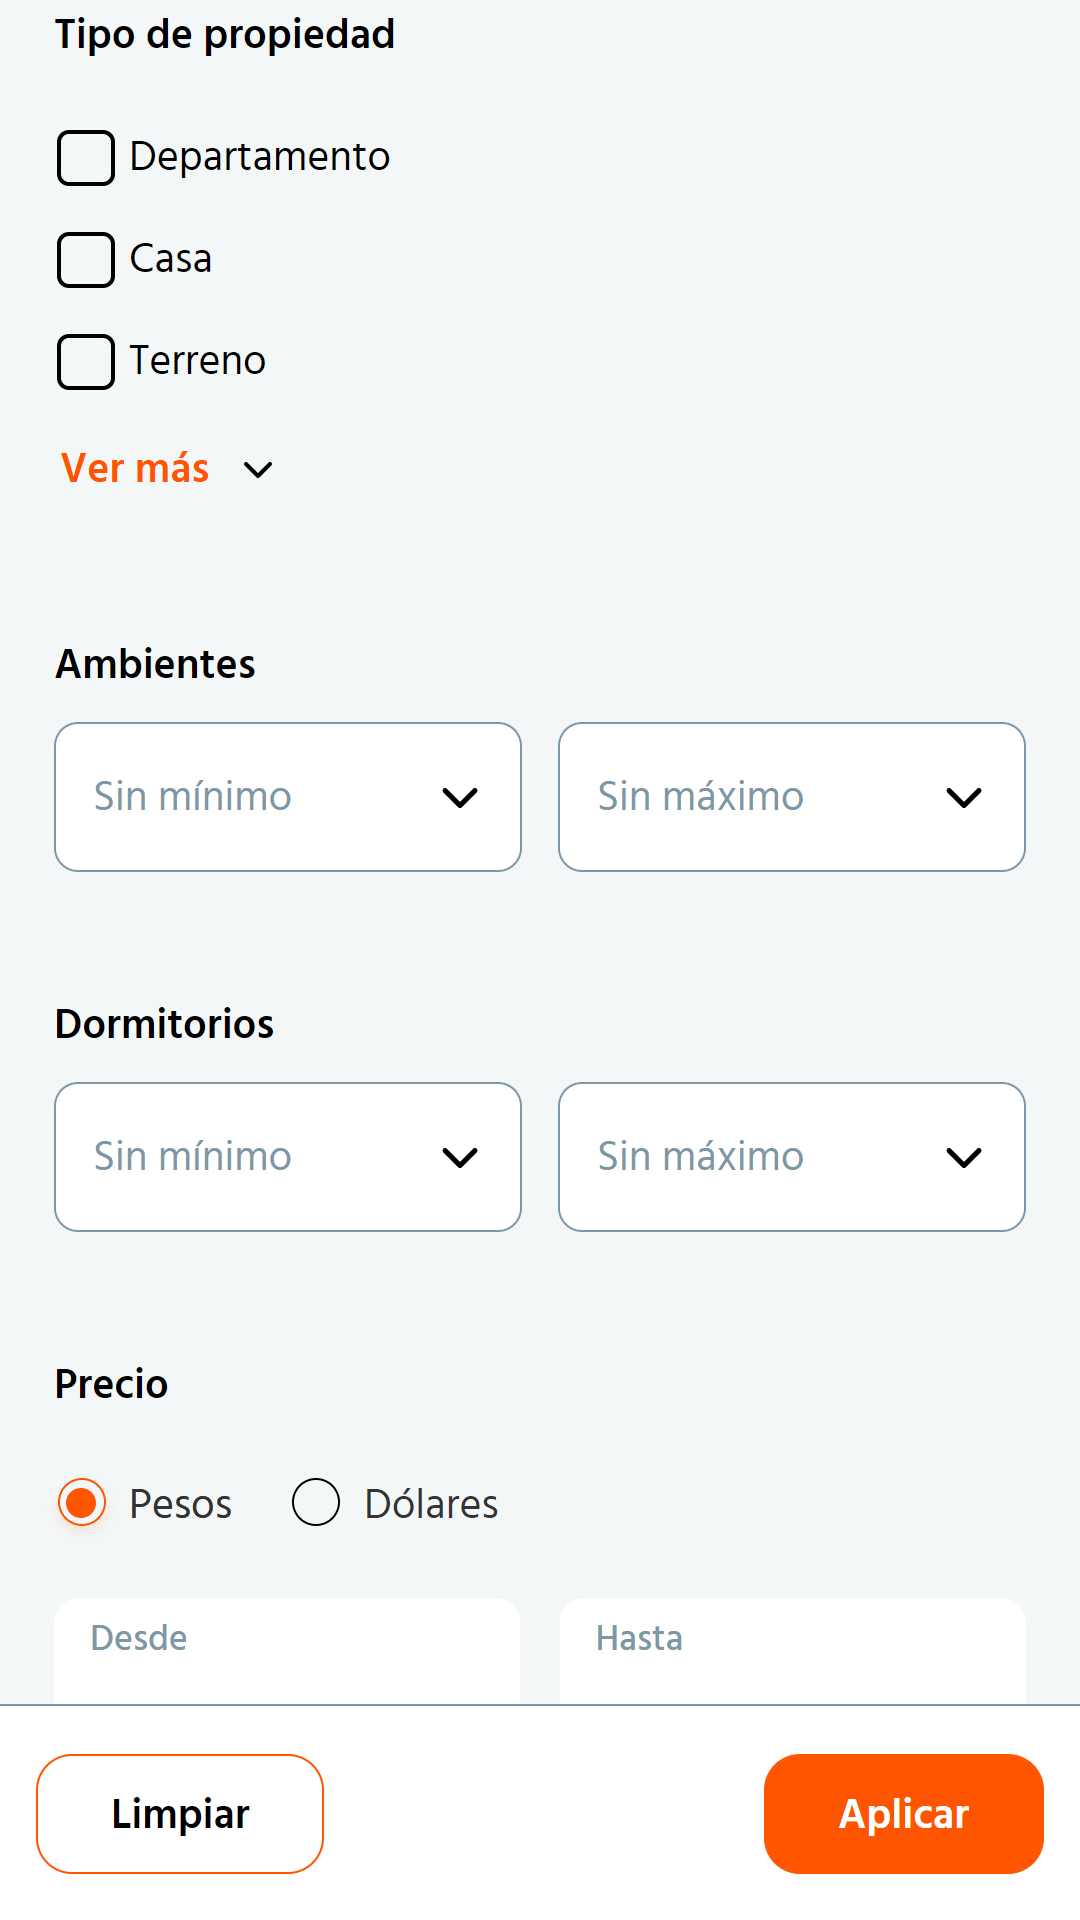 Tipo de propiedad
Departamento
Casa
Terreno
Ver más
Ambientes
Sin mínimo Sin máximo
Dormitorios
Sin mínimo Sin máximo
Precio
Pesos Dólares
Desde Hasta
Limpiar Aplicar